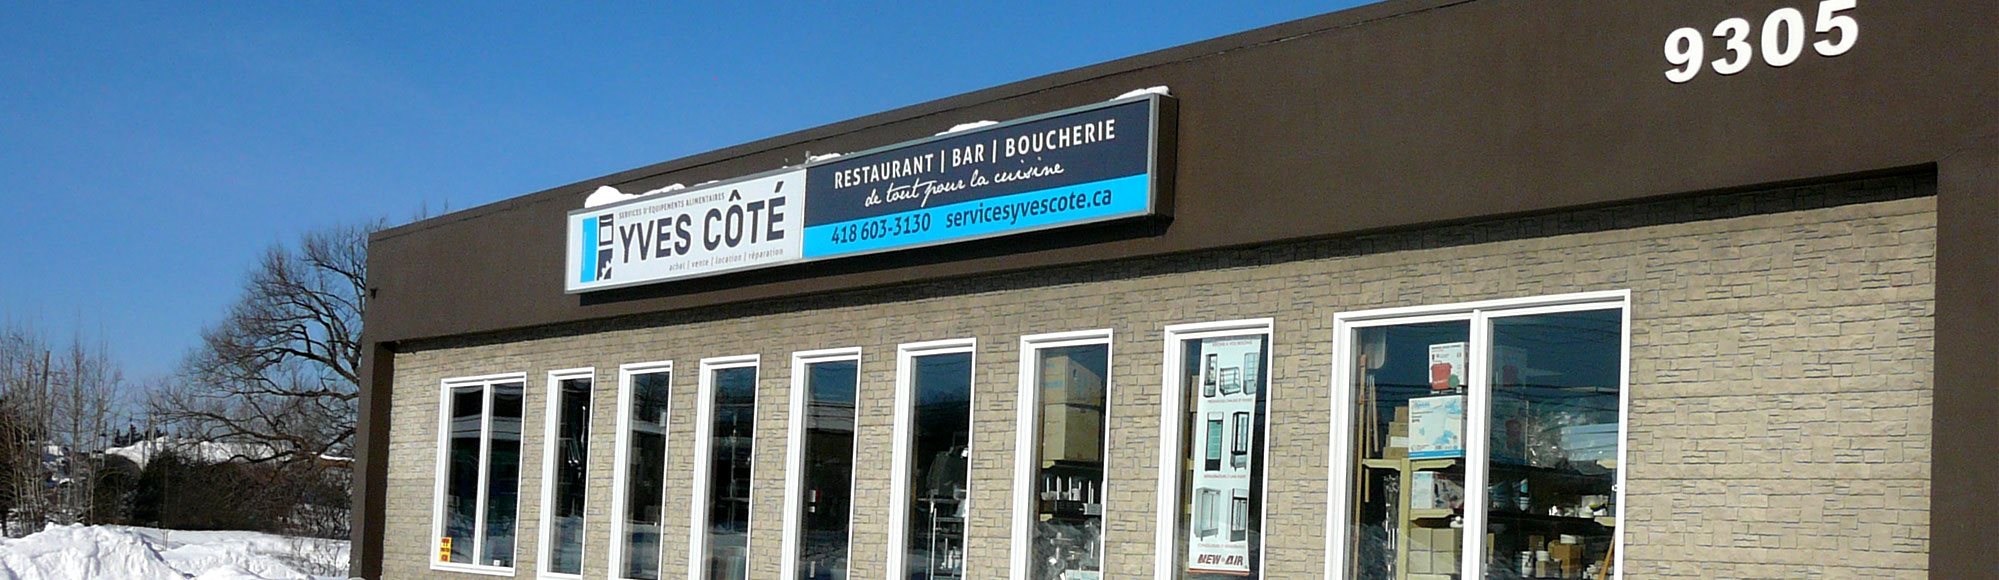 9305
SERVICES D'ÉQUIPEMENTS ALIMENTAIRES
YVES CÔTÉ
achat | vente | location | réparation
RESTAURANT | BAR | BOUCHERIE
de tout pour la cuisine
418 603-3130 servicesyvescote.ca
NEW AIR